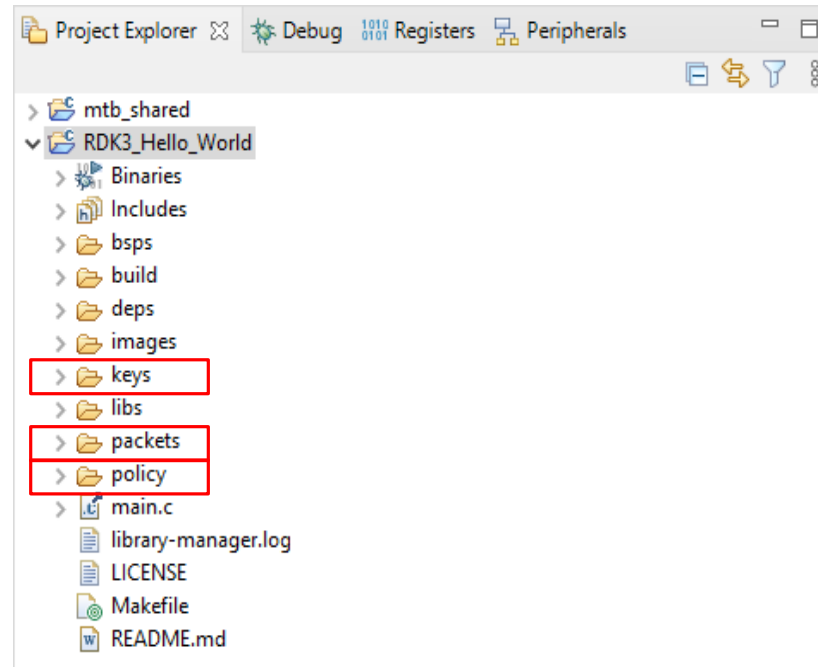 Project Explorer Debug 1010 0101 Registers Peripherals
mtb_shared
RDK3_Hello_World
Binaries
Includes
bsps
build
deps
images
keys
libs
packets
policy
main.c
library-manager.log
LICENSE
Makefile
README.md